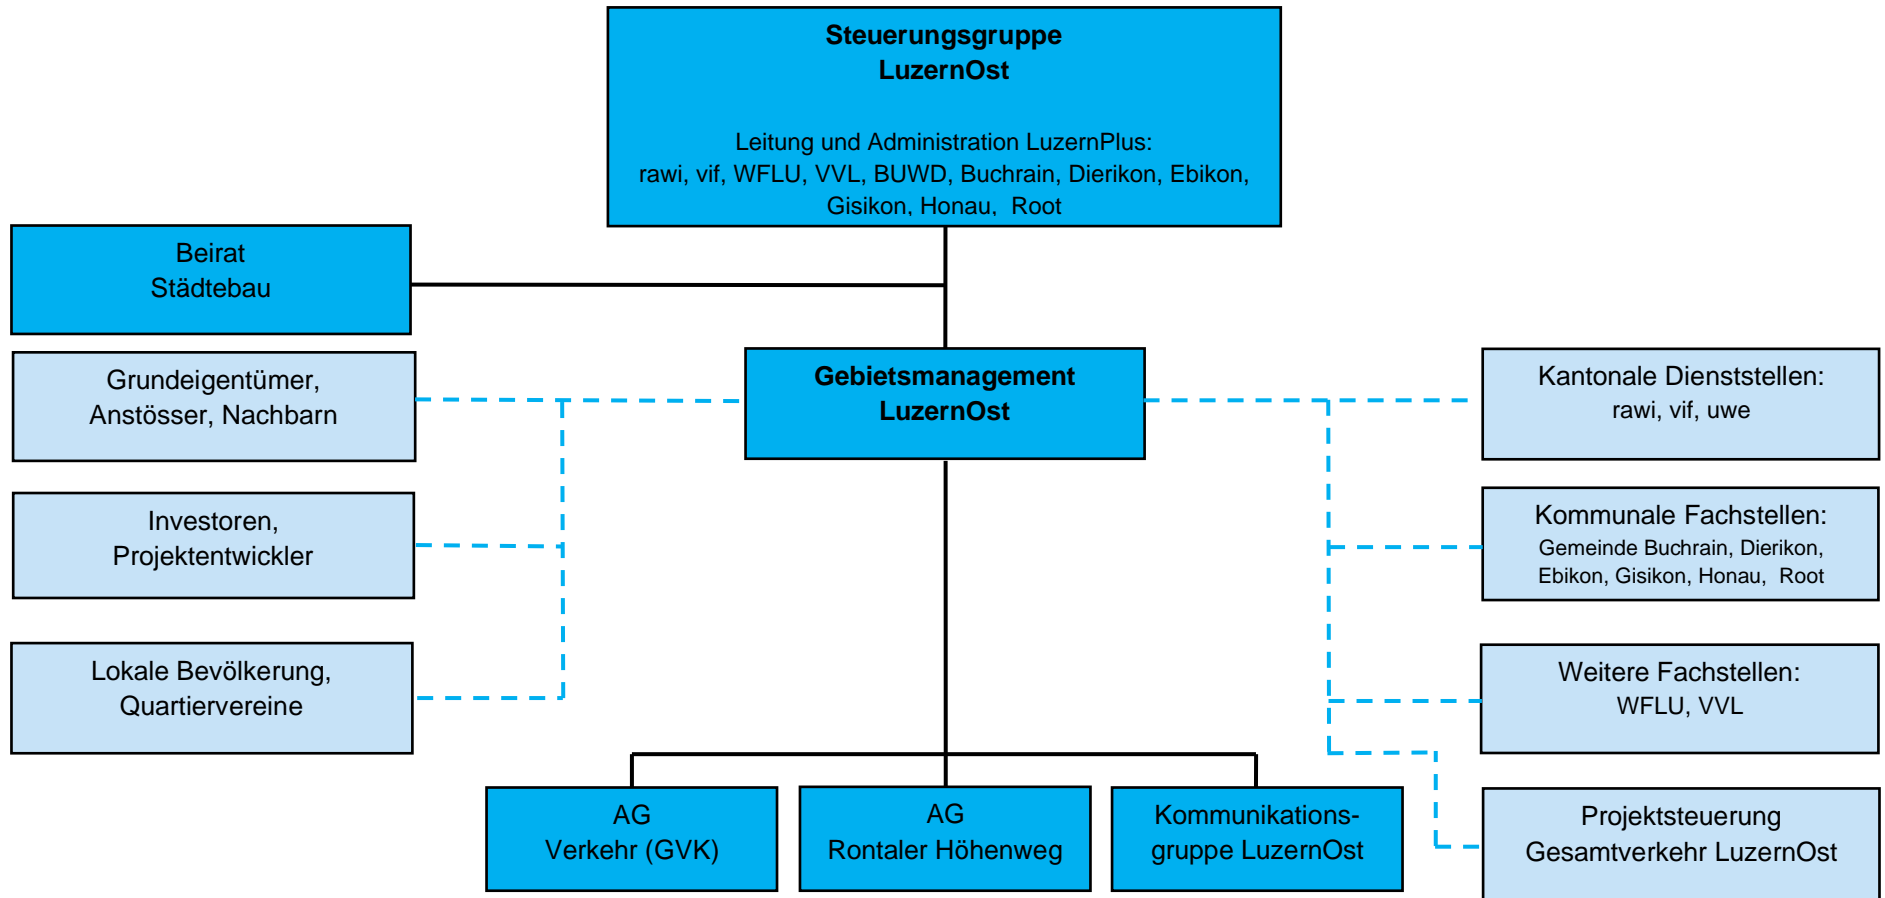 Steuerungsgruppe
LuzernOst
Leitung und Administration LuzernPlus:
rawi, vif, WFLU, VVL, BUWD, Buchrain, Dierikon, Ebikon,
Gisikon, Honau, Root
Beirat
Städtebau
Grundeigentümer,
Anstösser, Nachbarn
Gebietsmanagement
LuzernOst
Kantonale Dienststellen:
rawi, vif, uwe
Investoren,
Projektentwickler
Kommunale Fachstellen:
Gemeinde Buchrain, Dierikon,
Ebikon, Gisikon, Honau, Root
Lokale Bevölkerung,
Quartiervereine
Weitere Fachstellen:
WFLU, VVL
AG
Verkehr (GVK)
AG
Rontaler Höhenweg
Kommunikations-
gruppe LuzernOst
Projektsteuerung
Gesamtverkehr LuzernOst